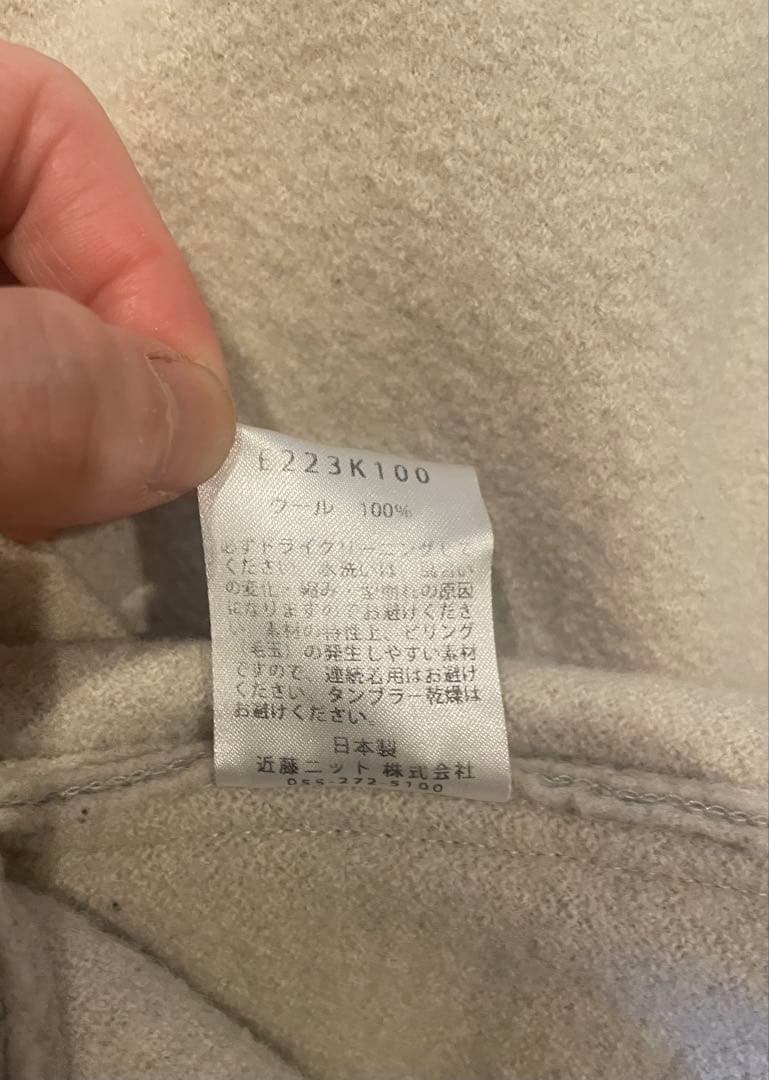 E223K100
ウール 100%
必ずドライクリーニングして
ください 水洗いは 風合い
の変化・縮み・型崩れの原因
になりますのでお避けくださ
い 素材の特性上、ピリング
（毛玉）の発生しやすい素材
ですので、連続着用はお避け
ください。タンブラー乾燥は
お避けください。
日本製
近藤ニット 株式会社
055-272-5100